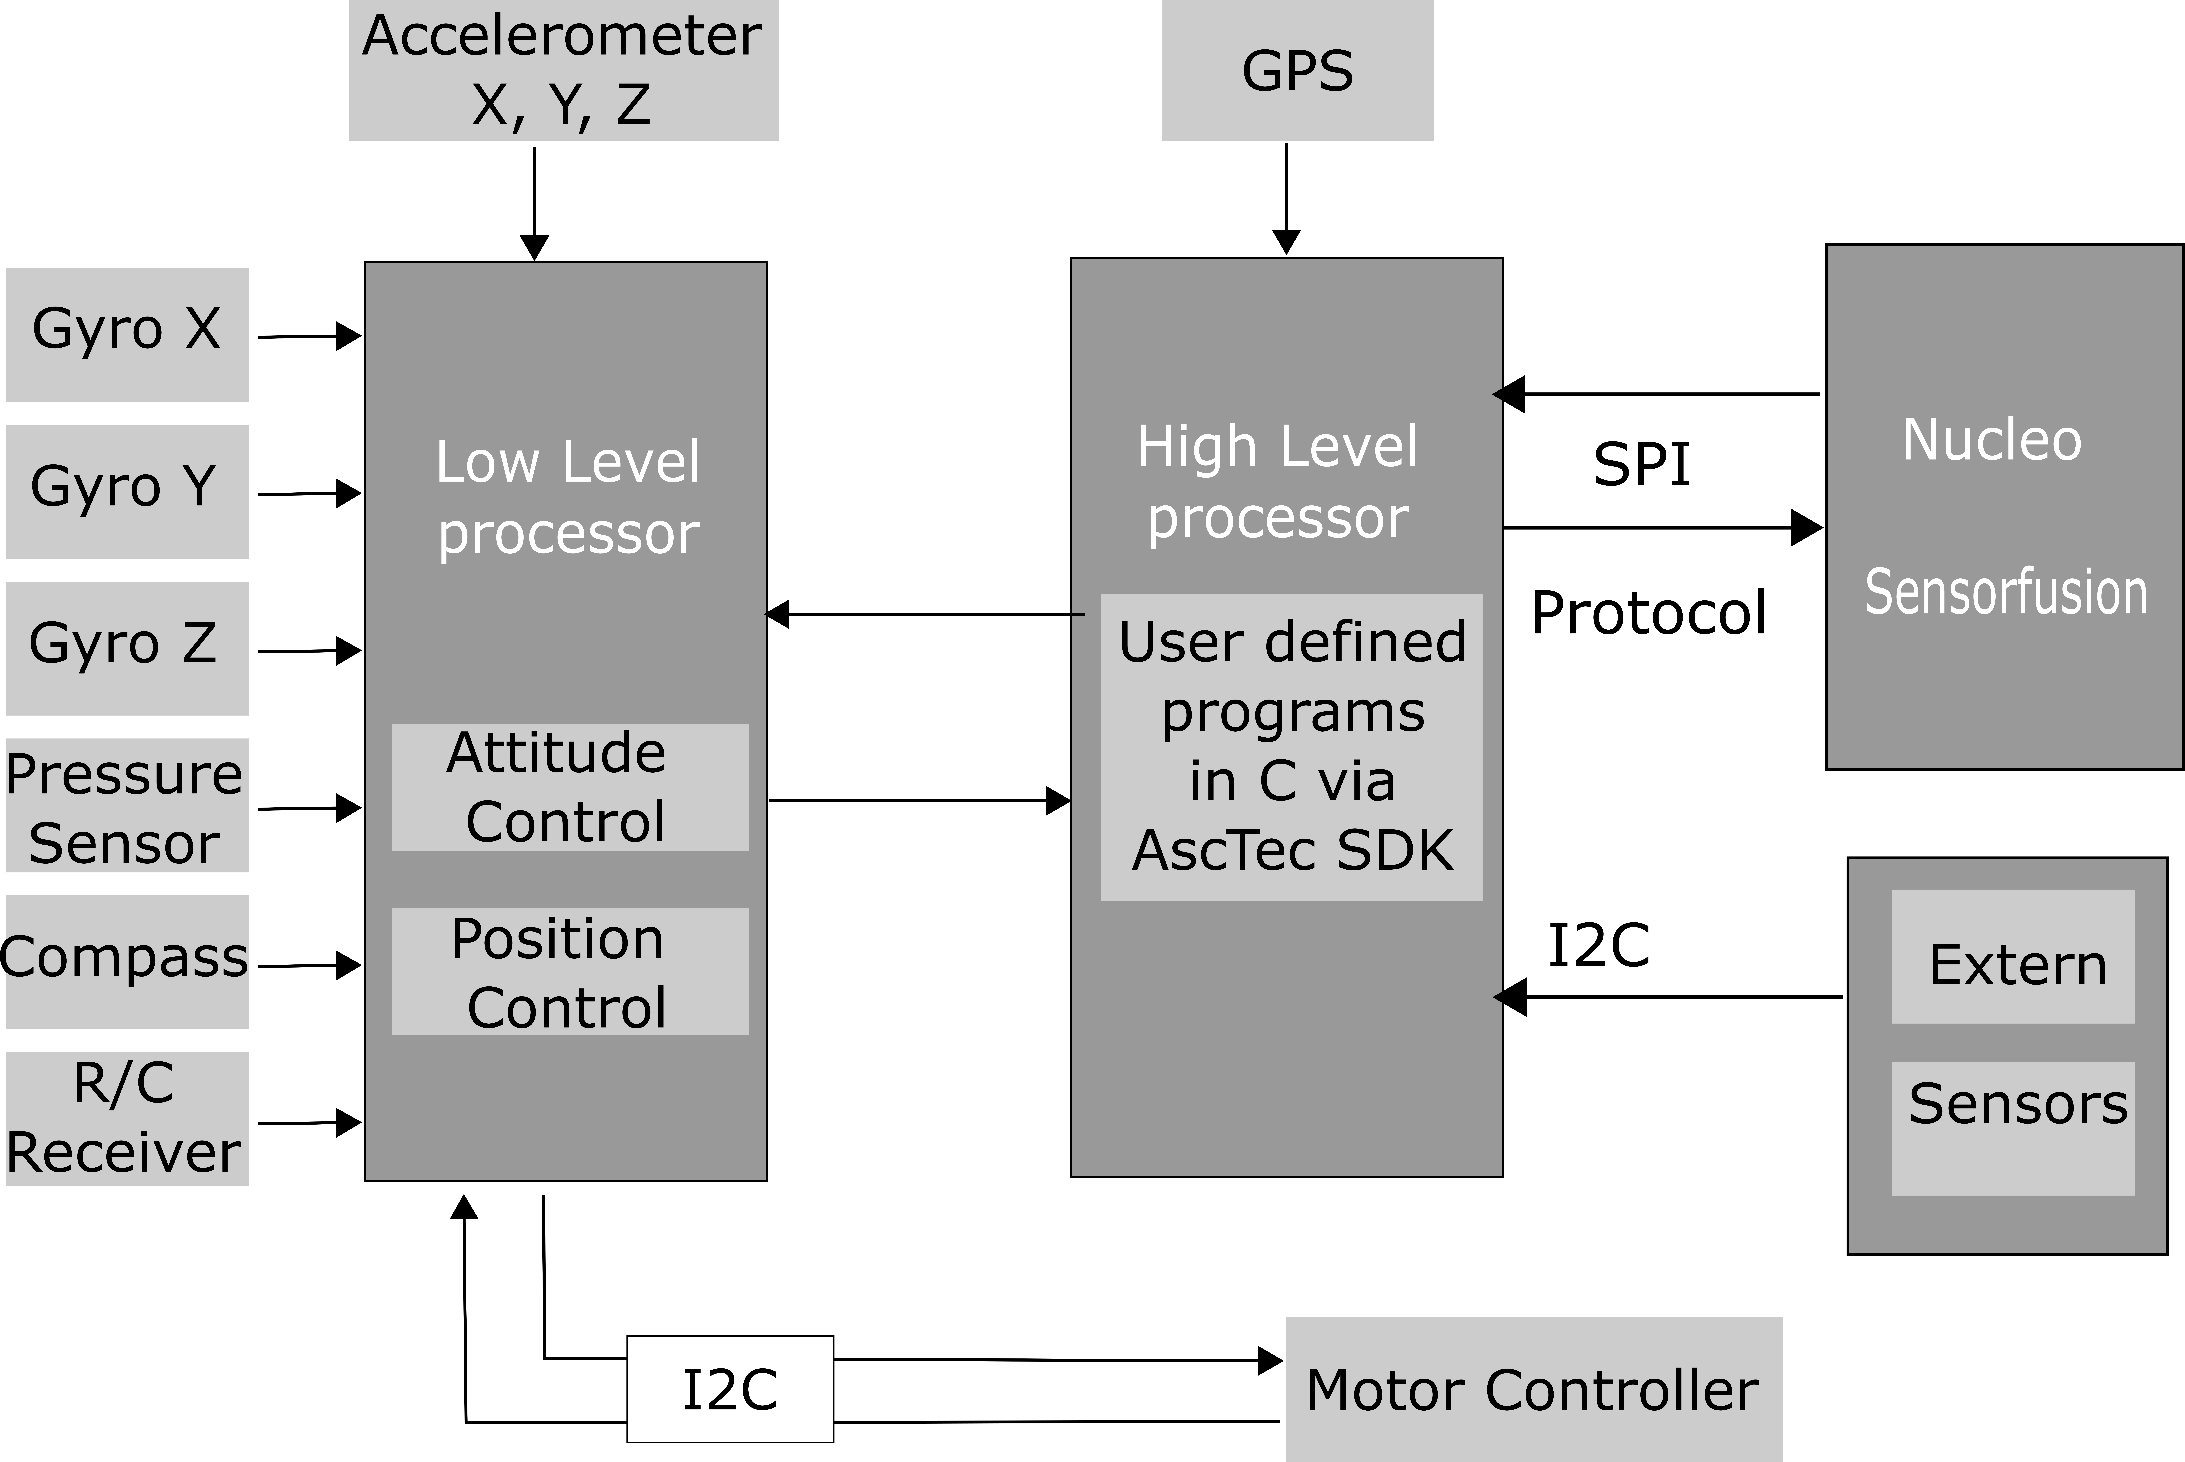 Accelerometer
X, Y, Z
GPS
Gyro X
Gyro Y
Gyro Z
Pressure
Sensor
Compass
R/C
Receiver
Low Level
processor
Attitude
Control
Position
Control
High Level
processor
User defined
programs
in C via
AscTec SDK
SPI
Protocol
I2C
Nucleo
Sensorfusion
Extern
Sensors
I2C
Motor Controller